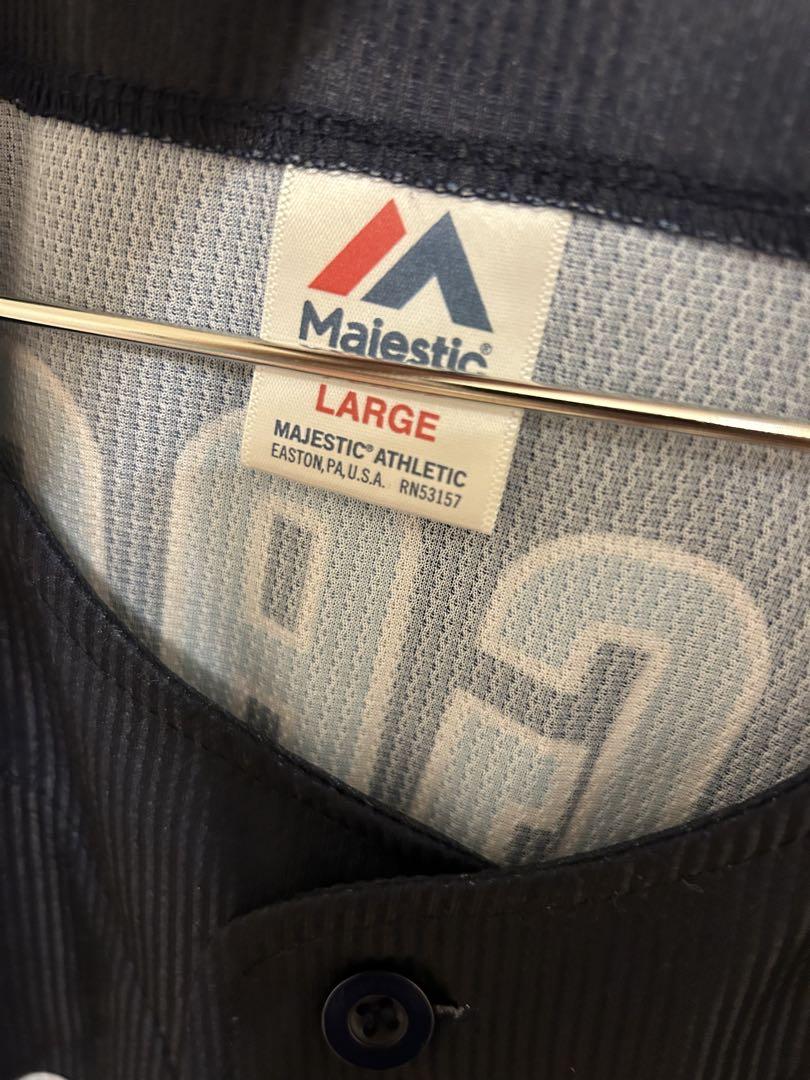 Majestic®
LARGE
MAJESTIC® ATHLETIC
EASTON, PA, U.S.A. RN53157